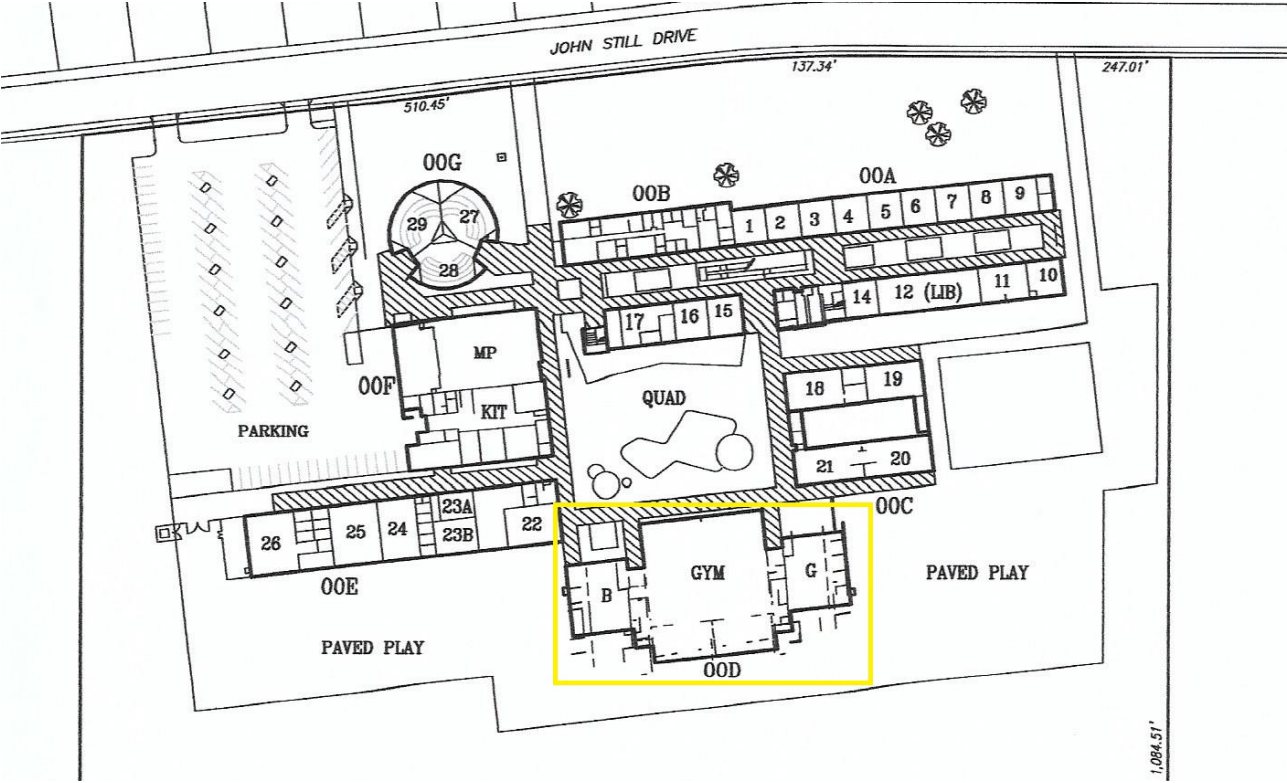 JOHN STILL DRIVE
137.34'
247.01'
510.45'
00G
00B
00A
29
27
28
1
2
3
4
5
6
7
8
9
14
12 (LIB)
11
10
17
16
15
MP
00F
KIT
QUAD
18
19
PARKING
21
20
00C
26
25
24
23A
23B
22
00E
B
GYM
G
PAVED PLAY
PAVED PLAY
00D
1,084.51'